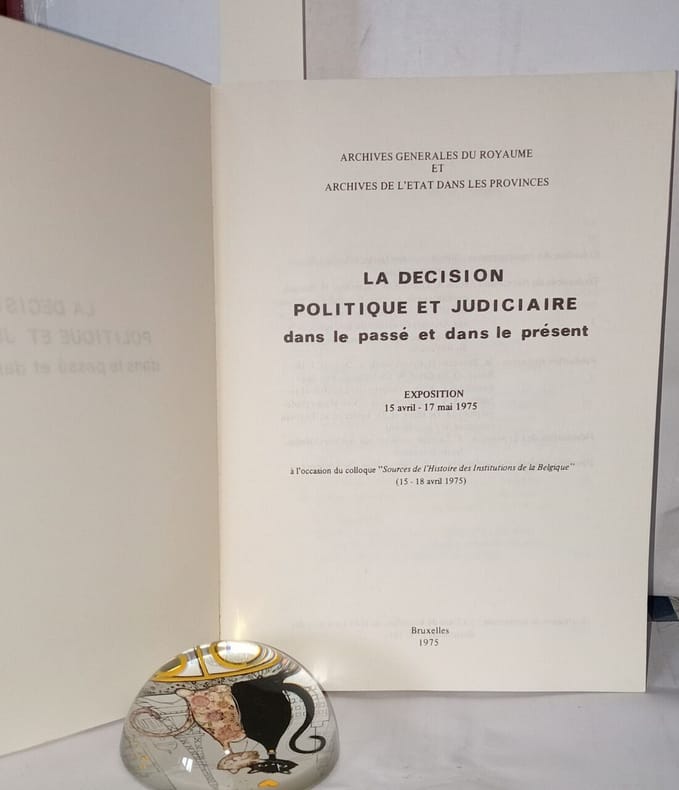 ARCHIVES GENERALES DU ROYAUME
ET
ARCHIVES DE L'ETAT DANS LES PROVINCES
LA DECISION
POLITIQUE ET JUDICIAIRE
dans le passé et dans le présent
EXPOSITION
15 avril - 17 mai 1975
à l'occasion du colloque "Sources de l'Histoire des Institutions de la Belgique"
(15 - 18 avril 1975)
Bruxelles
1975